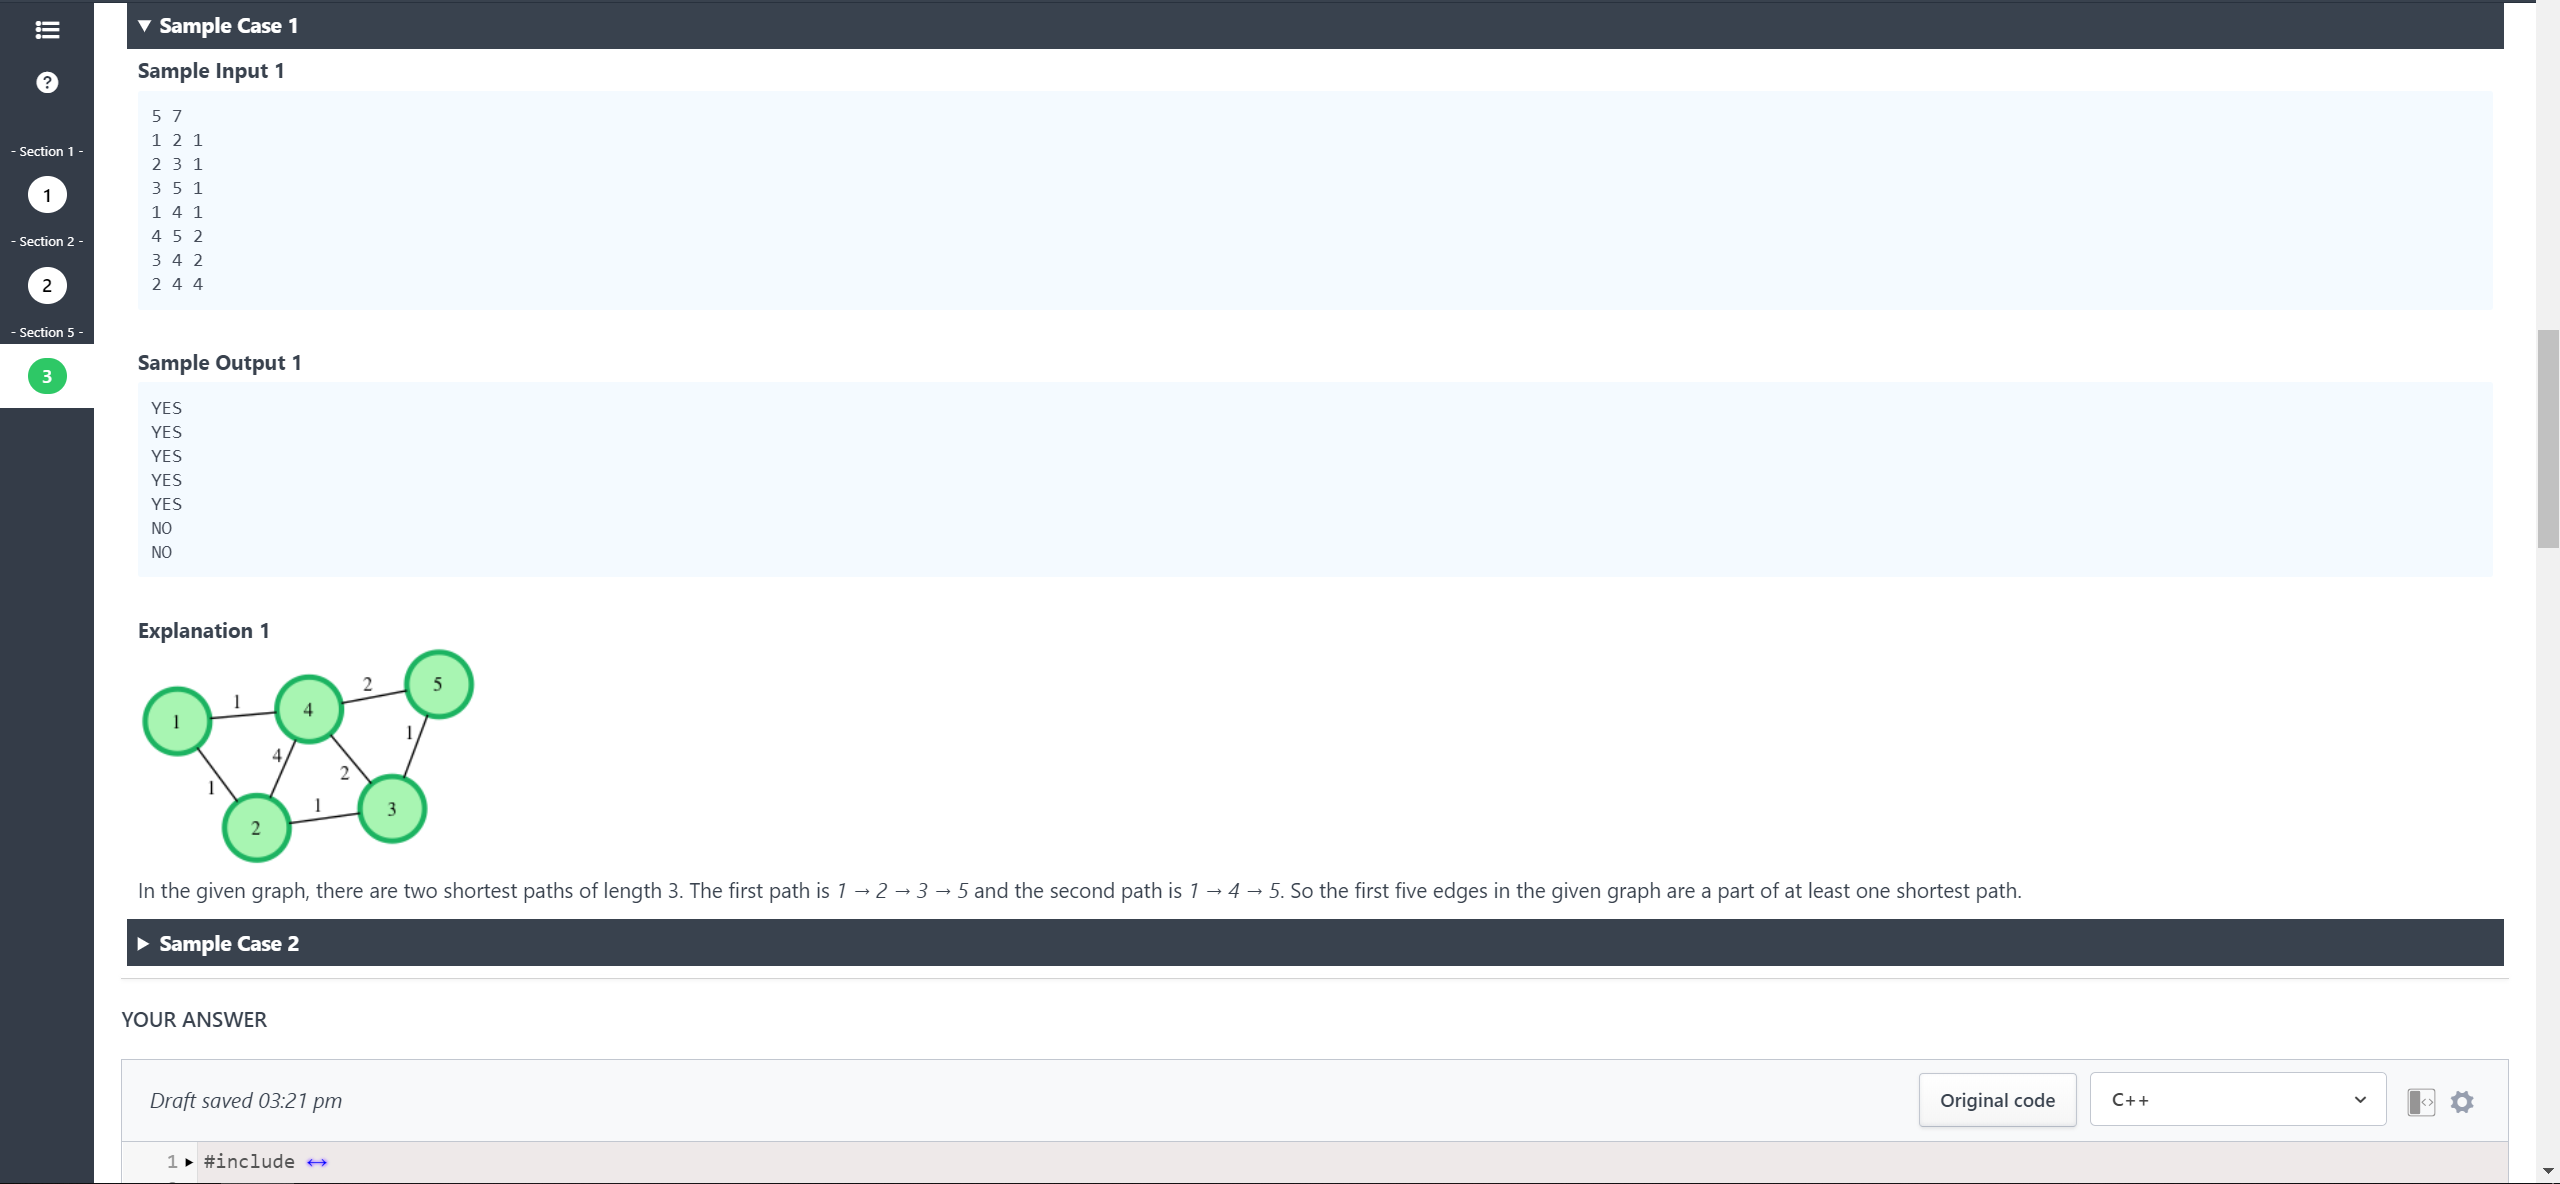 ▼ Sample Case 1
Sample Input 1
?
5 7
1 2 1
2 3 1
3 5 1
1 4 1
4 5 2
3 4 2
2 4 4
- Section 1 -
1
- Section 2 -
2
- Section 5 -
3
Sample Output 1
YES
YES
YES
YES
YES
NO
NO
Explanation 1
1
4
5
2
3
1
2
1
4
2
1
1
In the given graph, there are two shortest paths of length 3. The first path is 1 → 2 → 3 → 5 and the second path is 1 → 4 → 5. So the first five edges in the given graph are a part of at least one shortest path.
▶ Sample Case 2
YOUR ANSWER
Draft saved 03:21 pm
Original code
C++
1 ▸ #include ↔